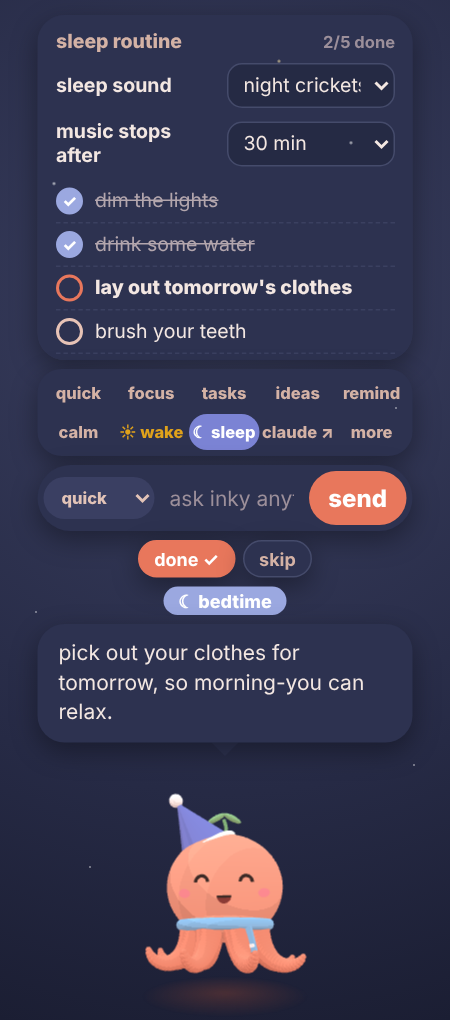 sleep routine 2/5 done
sleep sound night crickets
music stops
after 30 min
dim the lights
drink some water
lay out tomorrow's clothes
brush your teeth
quick focus tasks ideas remind
calm ☀ wake ☾ sleep claude ↗ more
quick ask inky any send
done ✓ skip
☾ bedtime
pick out your clothes for
tomorrow, so morning-you can
relax.